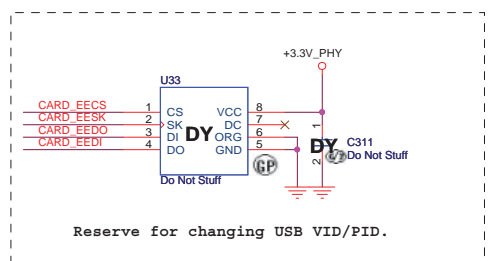 +3.3V_PHY
U33
CARD_EECS 1 CS VCC 8
CARD_EESK 2 SK DC 7
CARD_EEDO 3 DI ORG 6
CARD_EEDI 4 DO GND 5
DY
GP
Do Not Stuff
1
DY
2
C311
Do Not Stuff
Reserve for changing USB VID/PID.